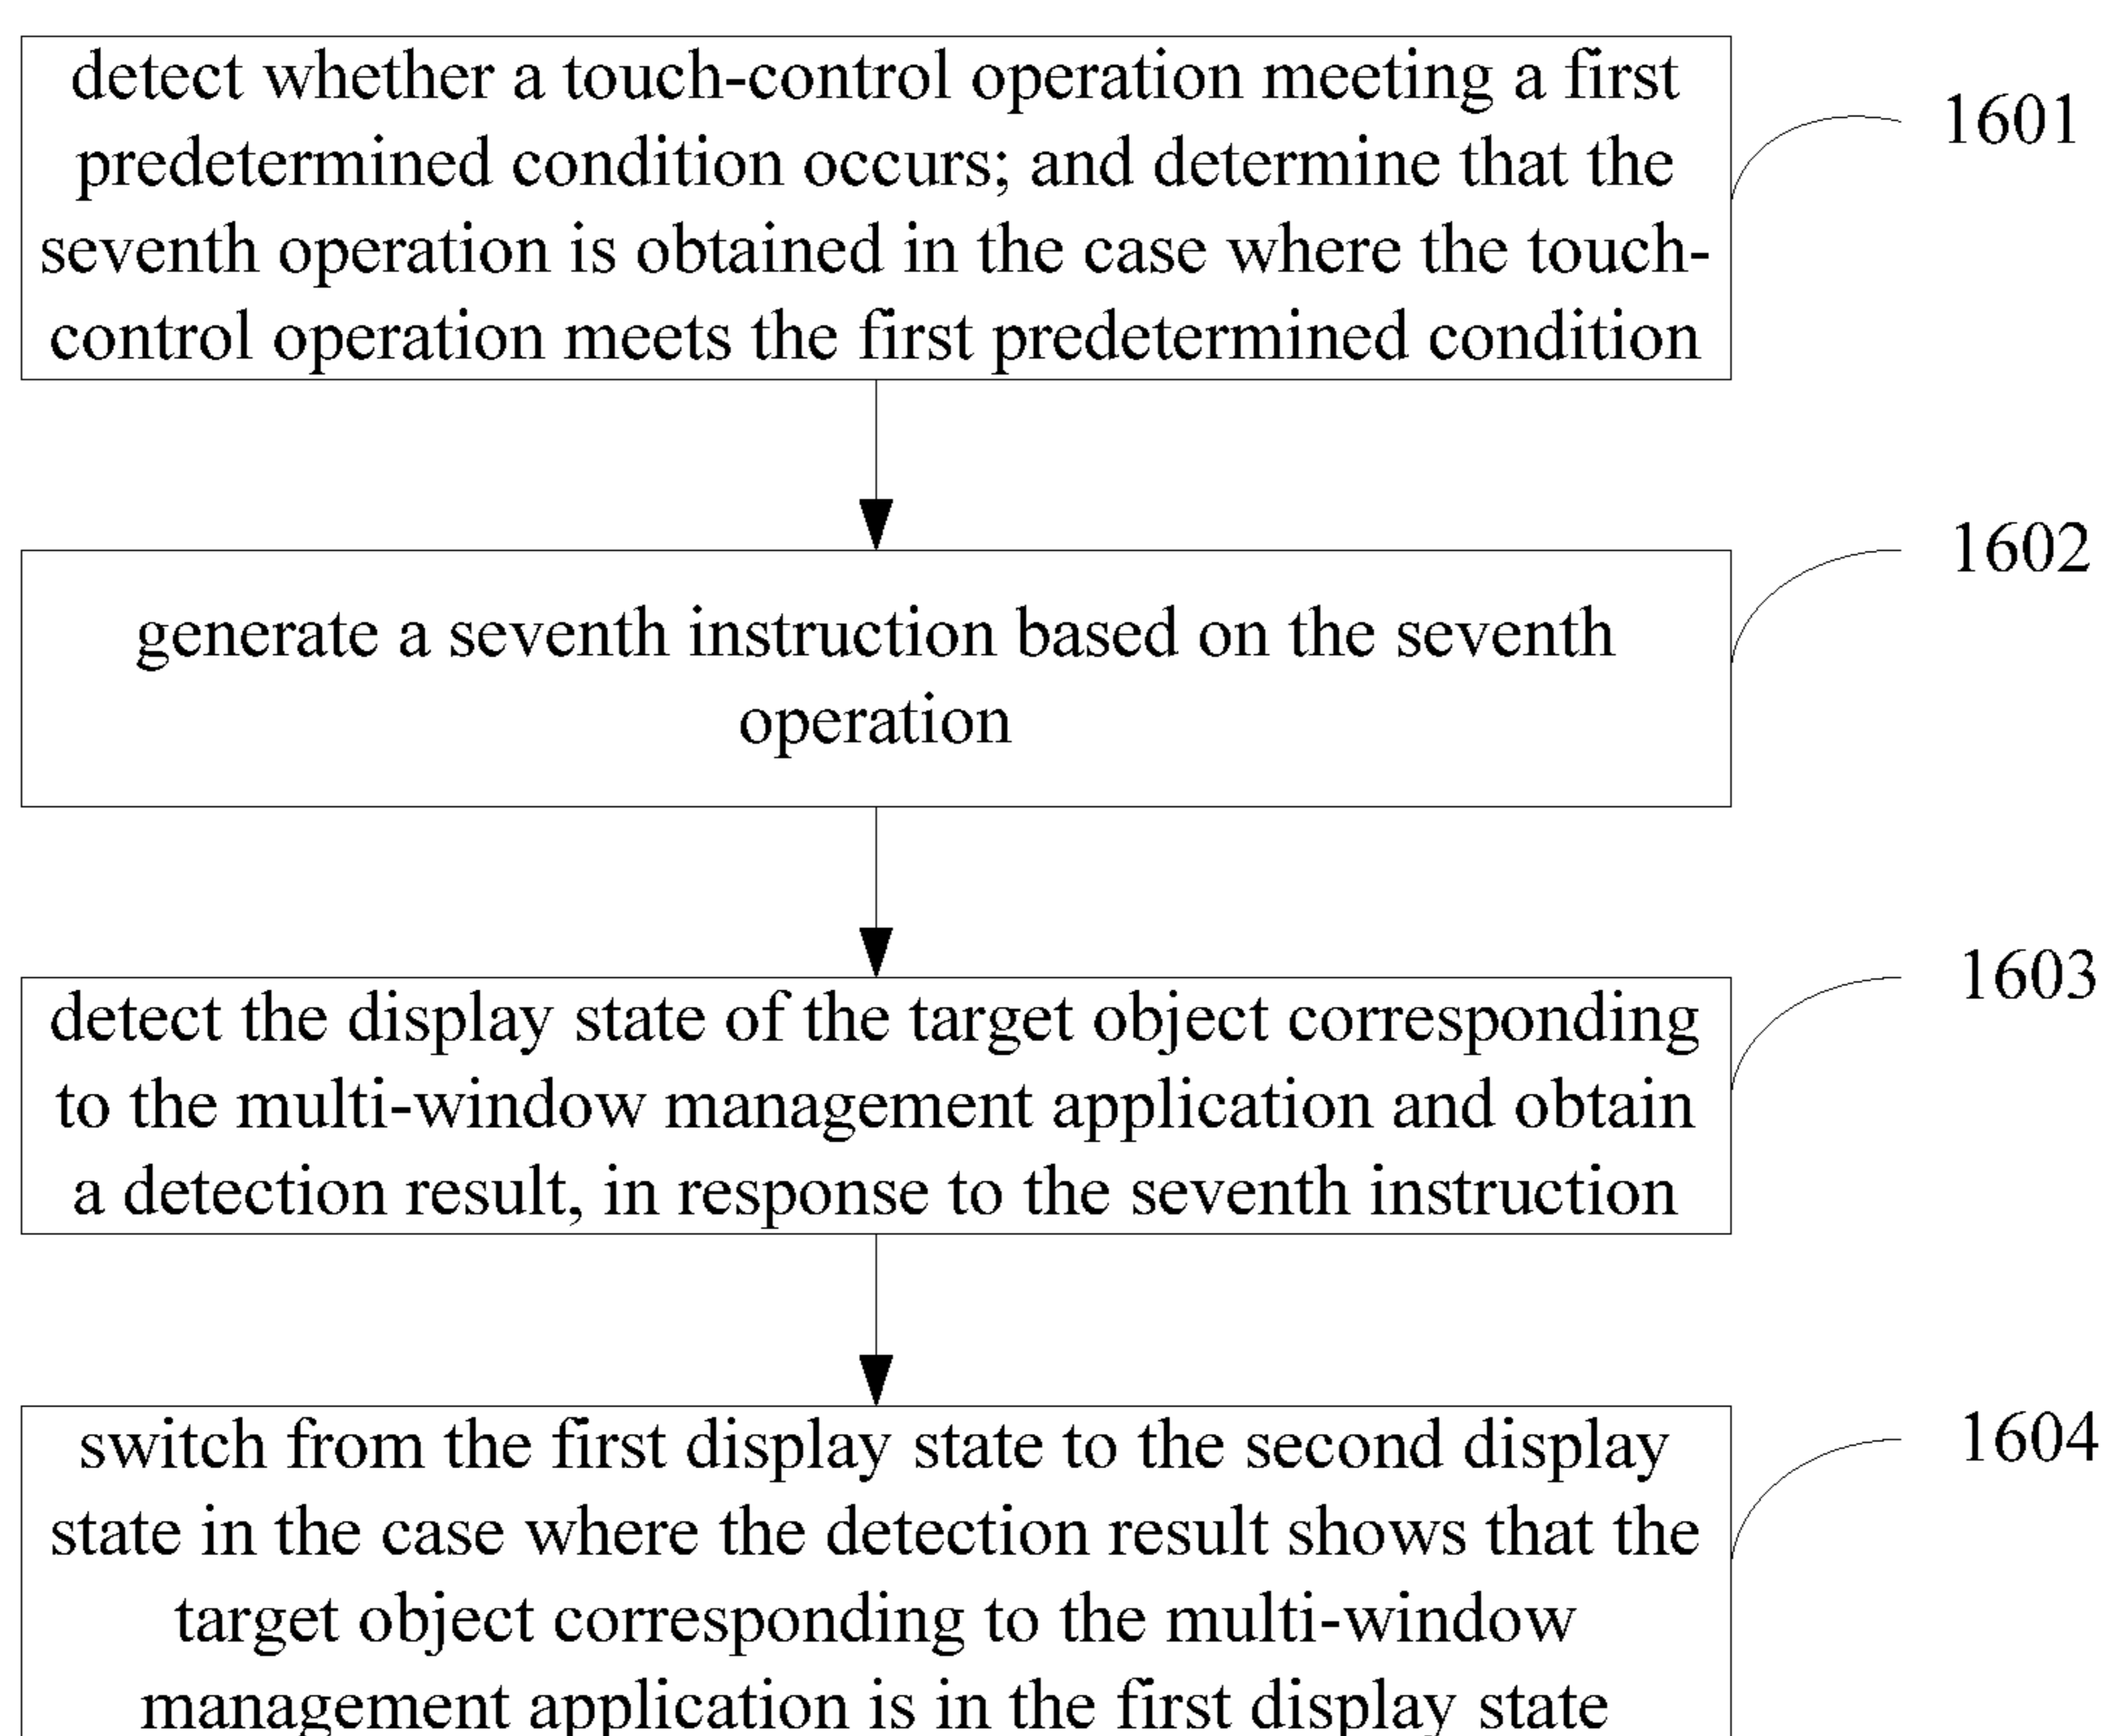 detect whether a touch-control operation meeting a first
predetermined condition occurs; and determine that the
seventh operation is obtained in the case where the touch-
control operation meets the first predetermined condition
1601
generate a seventh instruction based on the seventh
operation
1602
detect the display state of the target object corresponding
to the multi-window management application and obtain
a detection result, in response to the seventh instruction
1603
switch from the first display state to the second display
state in the case where the detection result shows that the
target object corresponding to the multi-window
management application is in the first display state
1604